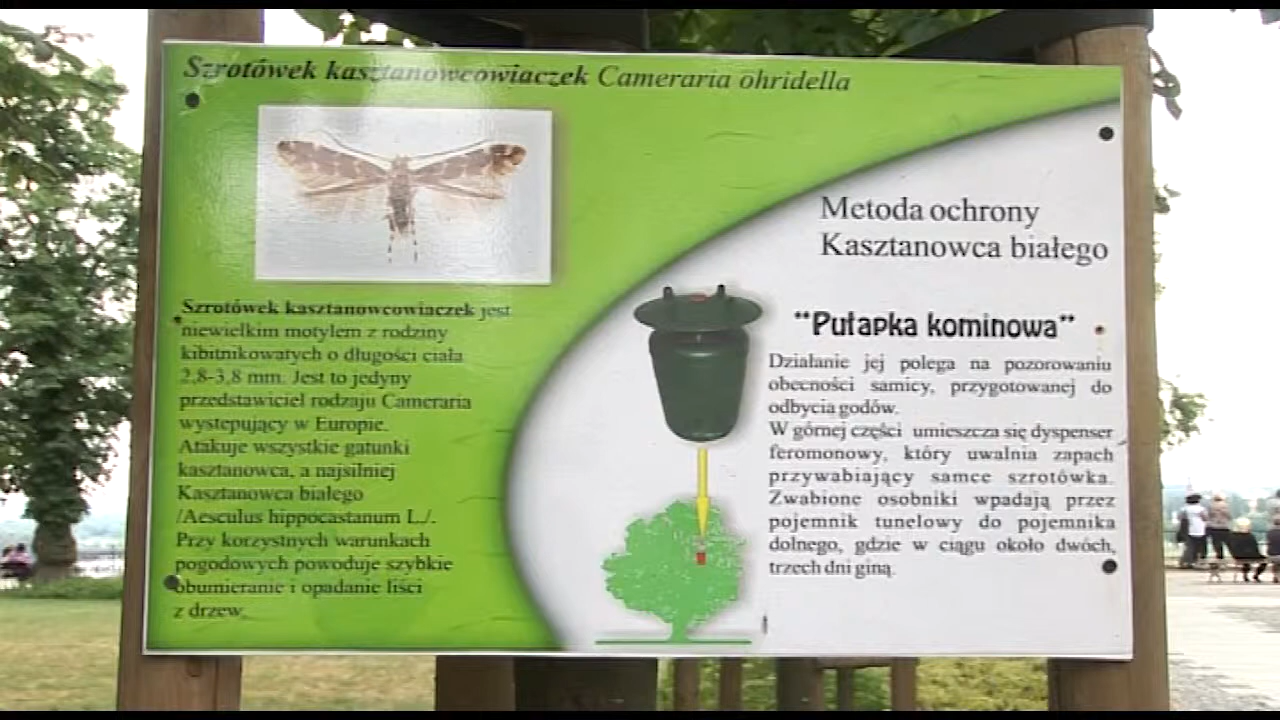 Szrotówek kasztanowcowiaczek Cameraria ohridella
Szrotówek kasztanowcowiaczek jest
niewielkim motylem z rodziny
kibitnikowatych o długości ciała
2,8-3,8 mm. Jest to jedyny
przedstawiciel rodzaju Cameraria
wystepujący w Europie.
Atakuje wszystkie gatunki
kasztanowca, a najsilniej
Kasztanowca białego
/Aesculus hippocastanum L./.
Przy korzystnych warunkach
pogodowych powoduje szybkie
obumieranie i opadanie liści
z drzew.
Metoda ochrony
Kasztanowca białego
"Pułapka kominowa"
Działanie jej polega na pozorowaniu
obecności samicy, przygotowanej do
odbycia godów.
W górnej części umieszcza się dyspenser
feromonowy, który uwalnia zapach
przywabiający samce szrotówka.
Zwabione osobniki wpadają przez
pojemnik tunelowy do pojemnika
dolnego, gdzie w ciągu około dwóch,
trzech dni giną.